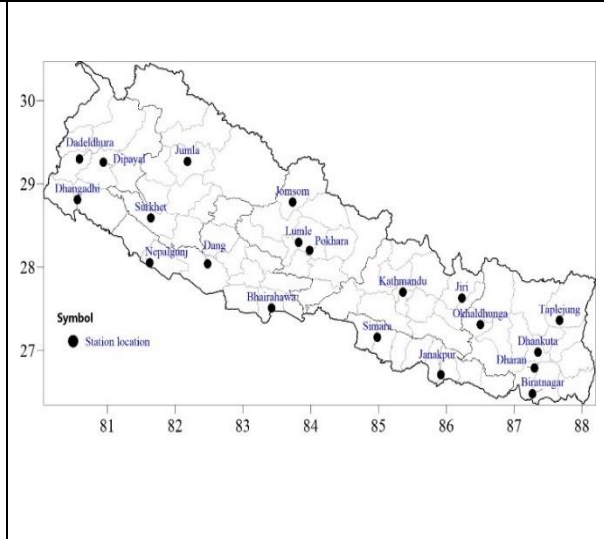 30
Dadeldhura
Dipayal
Jumla
29
Dhangadhi
Jomsom
Surkhet
Lumle
Pokhara
28
Nepalgunj
Dang
Kathmandu
Jiri
Bhairahawa
Okhaldhunga
Taplejung
Symbol
Simara
Station location
27
Dhankuta
Janakpur
Dharan
Biratnagar
81 82 83 84 85 86 87 88